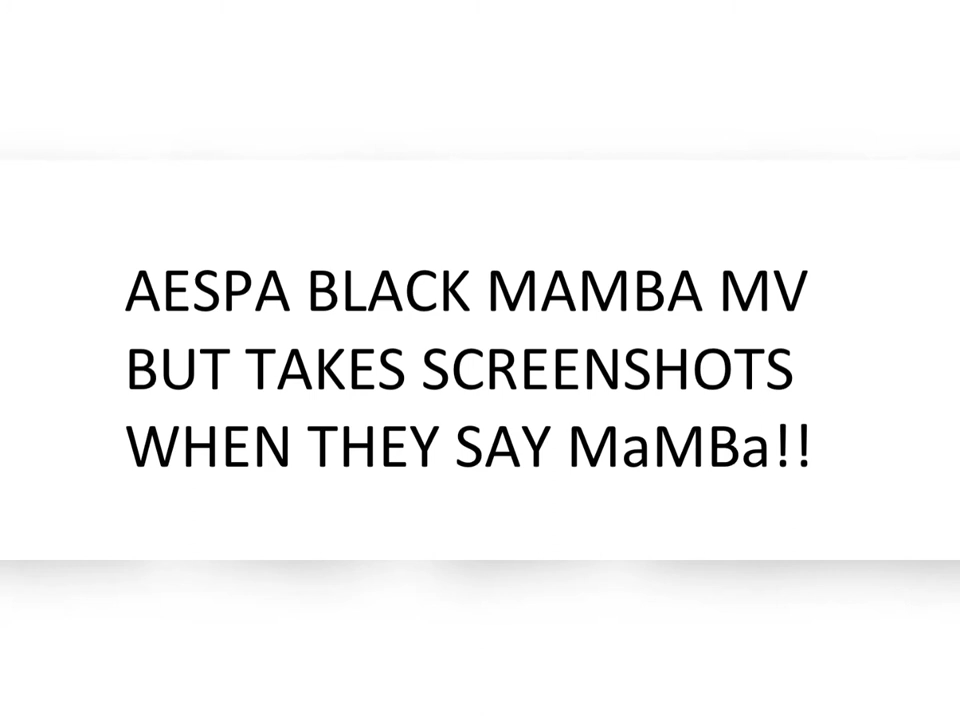 AESPA BLACK MAMBA MV
BUT TAKES SCREENSHOTS
WHEN THEY SAY MaMBa!!